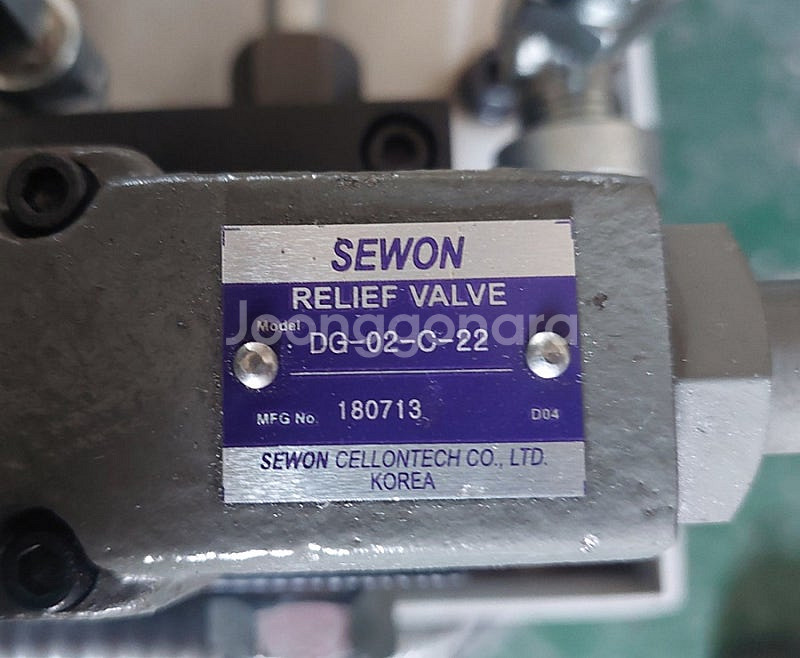 SEWON
RELIEF VALVE
Joonggonara
Model
DG-02-C-22
MFG No. 180713 D04
SEWON CELLONTECH CO., LTD.
KOREA